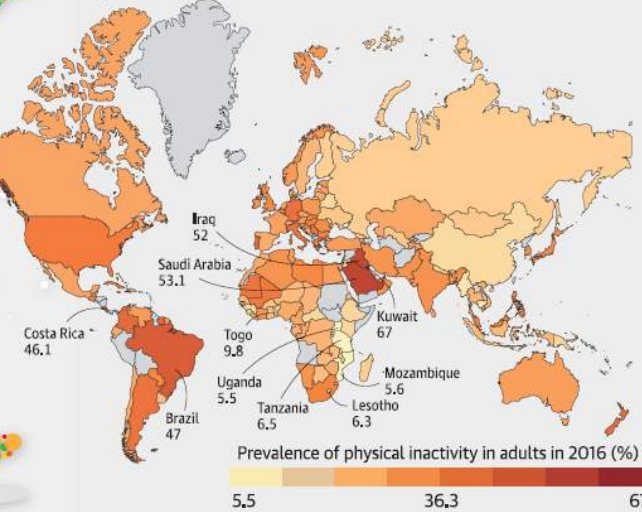 Iraq
52
Saudi Arabia
53.1
Kuwait
67
Costa Rica
46.1
Togo
9.8
Mozambique
5.6
Uganda
5.5
Lesotho
6.3
Tanzania
6.5
Brazil
47
Prevalence of physical inactivity in adults in 2016 (%)
5.5 36.3